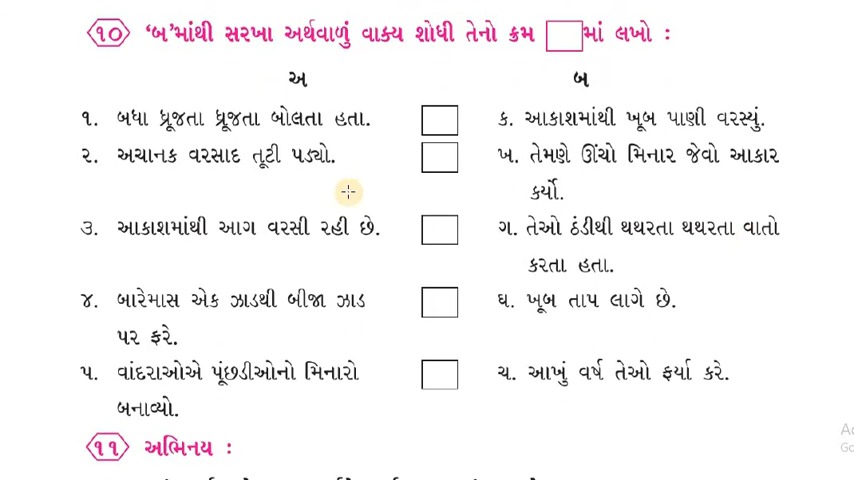 ૧૦ ‘બ’માંથી સરખા અર્થવાળું વાક્ય શોધી તેનો ક્રમ માં લખો :
અ બ
૧. બધા ધ્રૂજતા ધ્રૂજતા બોલતા હતા. ક. આકાશમાંથી ખૂબ પાણી વરસ્યું.
૨. અચાનક વરસાદ તૂટી પડ્યો. ખ. તેમણે ઊંચો મિનાર જેવો આકાર
કર્યો.
૩. આકાશમાંથી આગ વરસી રહી છે. ગ. તેઓ ઠંડીથી થથરતા થથરતા વાતો
કરતા હતા.
૪. બારેમાસ એક ઝાડથી બીજા ઝાડ ઘ. ખૂબ તાપ લાગે છે.
પર ફરે.
૫. વાંદરાઓએ પૂંછડીઓનો મિનારો ચ. આખું વર્ષ તેઓ ફર્યા કરે.
બનાવ્યો.
૧૧ અભિનય :